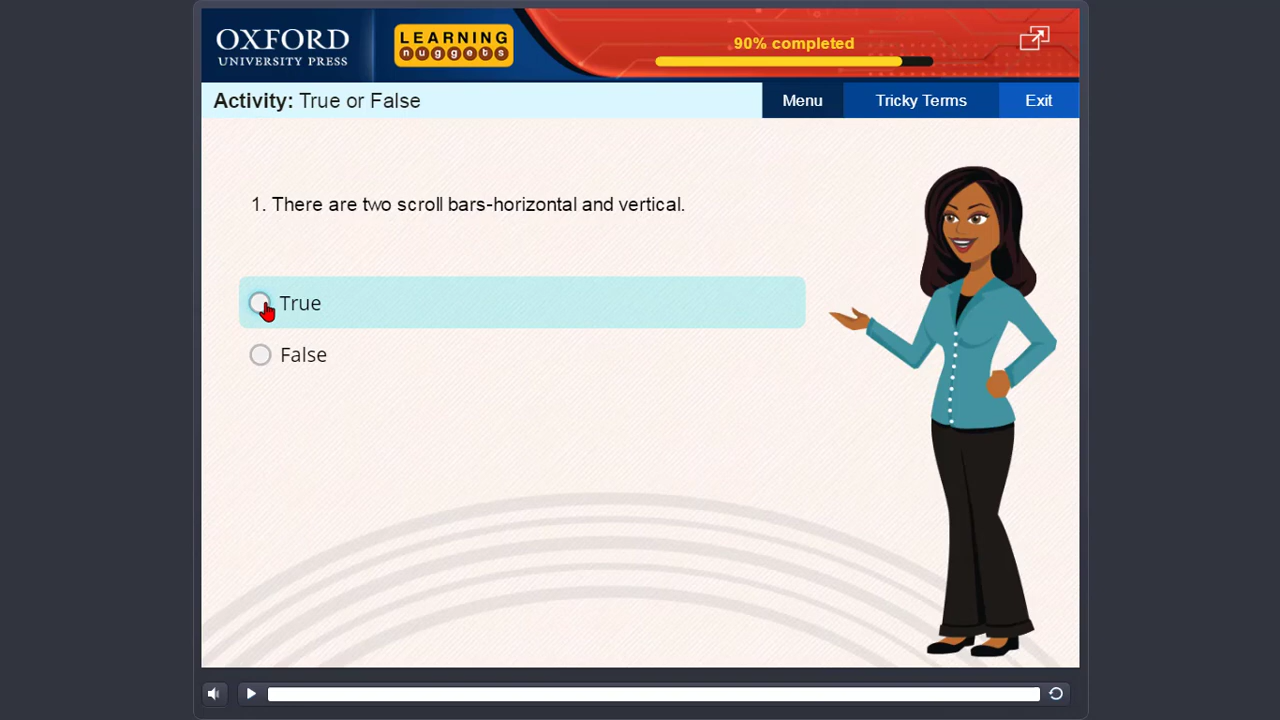 OXFORD
UNIVERSITY PRESS
LEARNING
nuggets
90% completed
Activity: True or False
Menu
Tricky Terms
Exit
1. There are two scroll bars-horizontal and vertical.
True
False